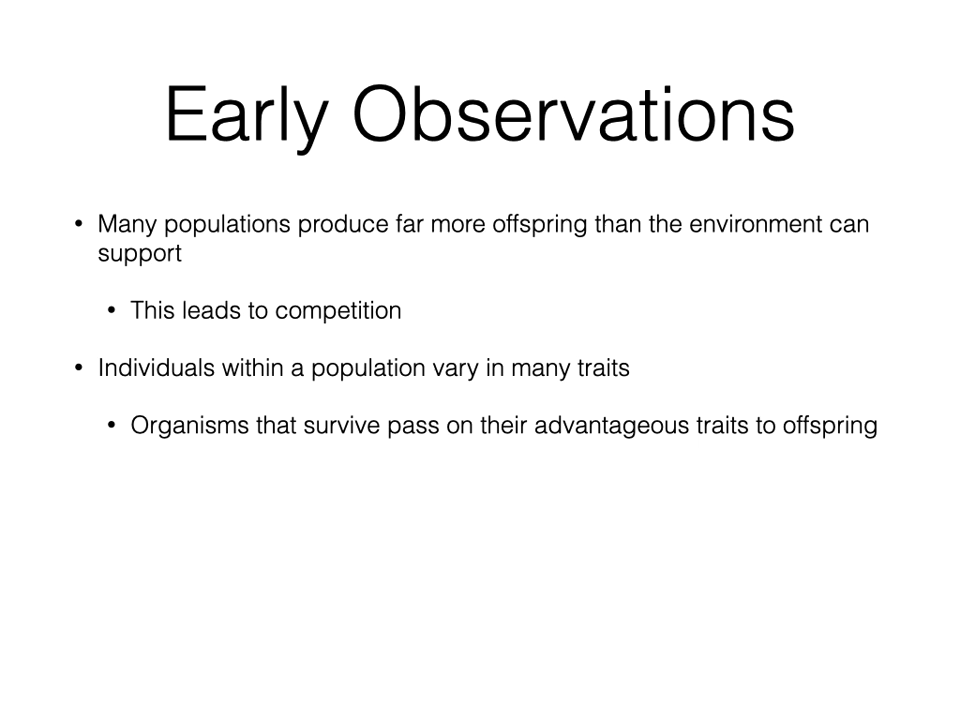 Early Observations
• Many populations produce far more offspring than the environment can
support
• This leads to competition
• Individuals within a population vary in many traits
• Organisms that survive pass on their advantageous traits to offspring